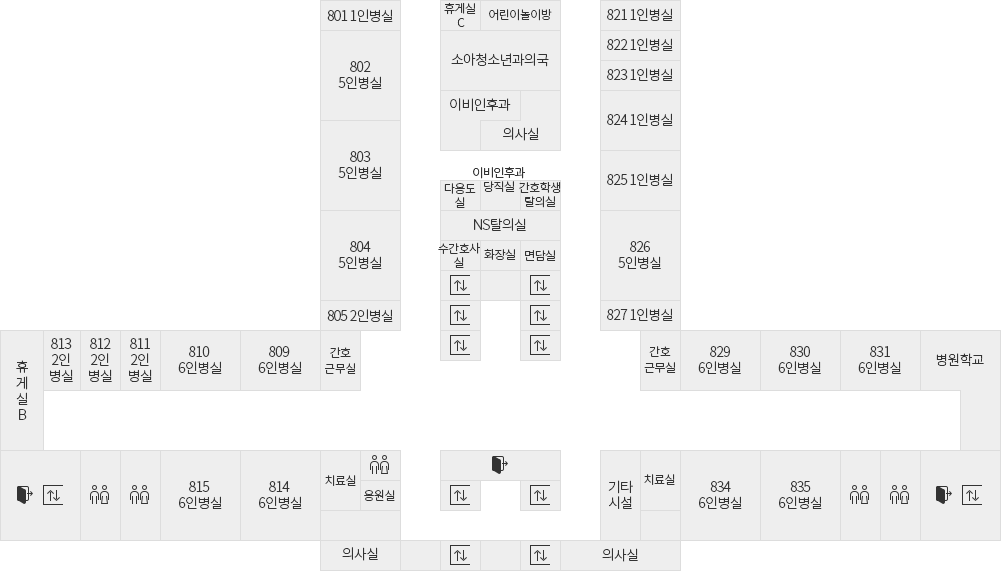 801 1인병실
802
5인병실
803
5인병실
804
5인병실
805 2인병실
휴게실
C
어린이놀이방
소아청소년과의국
이비인후과
의사실
이비인후과
당직실
다용도
실
간호학생
탈의실
NS탈의실
수간호사
실
화장실
면담실
821 1인병실
822 1인병실
823 1인병실
824 1인병실
825 1인병실
826
5인병실
827 1인병실
휴
게
실
B
813
2인
병실
812
2인
병실
811
2인
병실
810
6인병실
809
6인병실
간호
근무실
간호
근무실
829
6인병실
830
6인병실
831
6인병실
병원학교
815
6인병실
814
6인병실
치료실
응원실
기타
시설
치료실
834
6인병실
835
6인병실
의사실
의사실